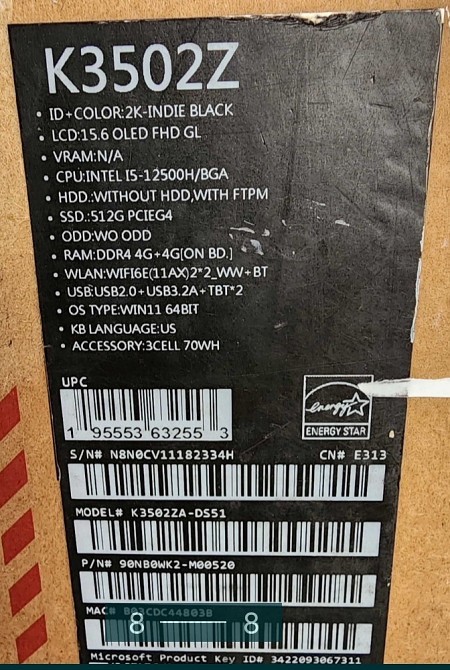 K3502Z
• ID+COLOR:2K-INDIE BLACK
• LCD:15.6 OLED FHD GL
• VRAM:N/A
• CPU:INTEL I5-12500H/BGA
• HDD.:WITHOUT HDD,WITH FTPM
• SSD.:512G PCIEG4
• ODD:WO ODD
• RAM:DDR4 4G+4G[ON BD.]
• WLAN:WIFI6E(11AX)2*2_WW+BT
• USB:USB2.0+USB3.2A+TBT*2
• OS TYPE:WIN11 64BIT
• KB LANGUAGE:US
• ACCESSORY:3CELL 70WH
UPC
1 95553 63255 3
energy
ENERGY STAR
S/N# N8N0CV11182334H CN# E313
MODEL# K3502ZA-DS51
P/N# 90NB0WK2-M00520
MAC# B03CDC44803B
8 — 8
Microsoft Product Key ID# 3422093067311